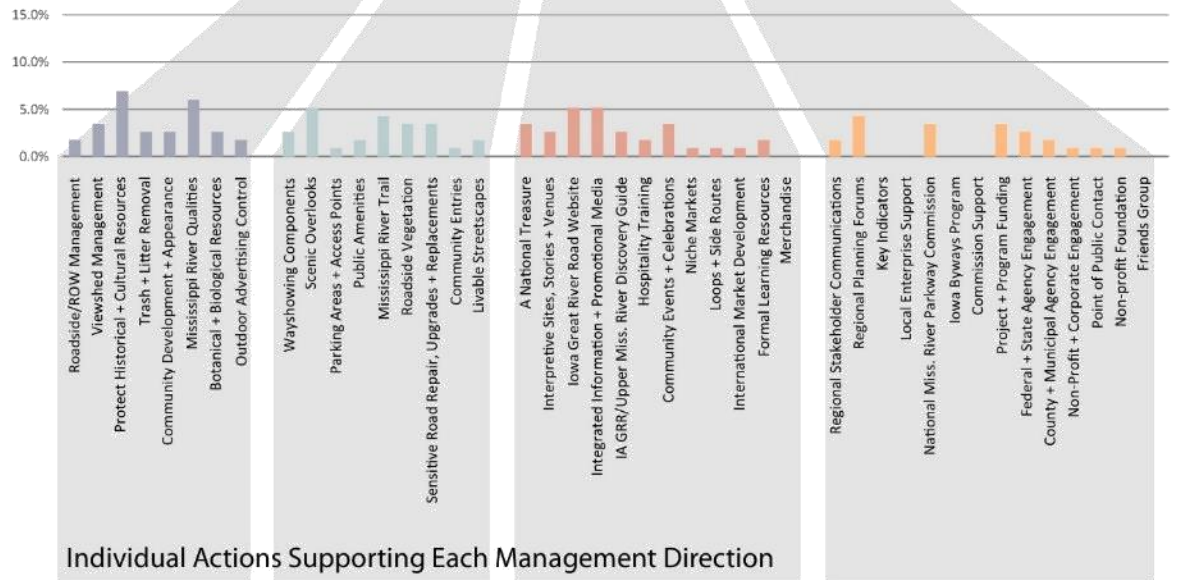 15.0%
10.0%
5.0%
0.0%
Roadside/ROW Management
Viewshed Management
Protect Historical + Cultural Resources
Trash + Litter Removal
Community Development + Appearance
Mississippi River Qualities
Botanical + Biological Resources
Outdoor Advertising Control
Wayshowing Components
Scenic Overlooks
Parking Areas + Access Points
Public Amenities
Mississippi River Trail
Roadside Vegetation
Sensitive Road Repair, Upgrades + Replacements
Community Entries
Livable Streetscapes
A National Treasure
Interpretive Sites, Stories + Venues
Iowa Great River Road Website
Integrated Information + Promotional Media
IA GRR/Upper Miss. River Discovery Guide
Hospitality Training
Community Events + Celebrations
Niche Markets
Loops + Side Routes
International Market Development
Formal Learning Resources
Merchandise
Regional Stakeholder Communications
Regional Planning Forums
Key Indicators
Local Enterprise Support
National Miss. River Parkway Commission
Iowa Byways Program
Commission Support
Project + Program Funding
Federal + State Agency Engagement
County + Municipal Agency Engagement
Non-Profit + Corporate Engagement
Point of Public Contact
Non-profit Foundation
Friends Group
Individual Actions Supporting Each Management Direction